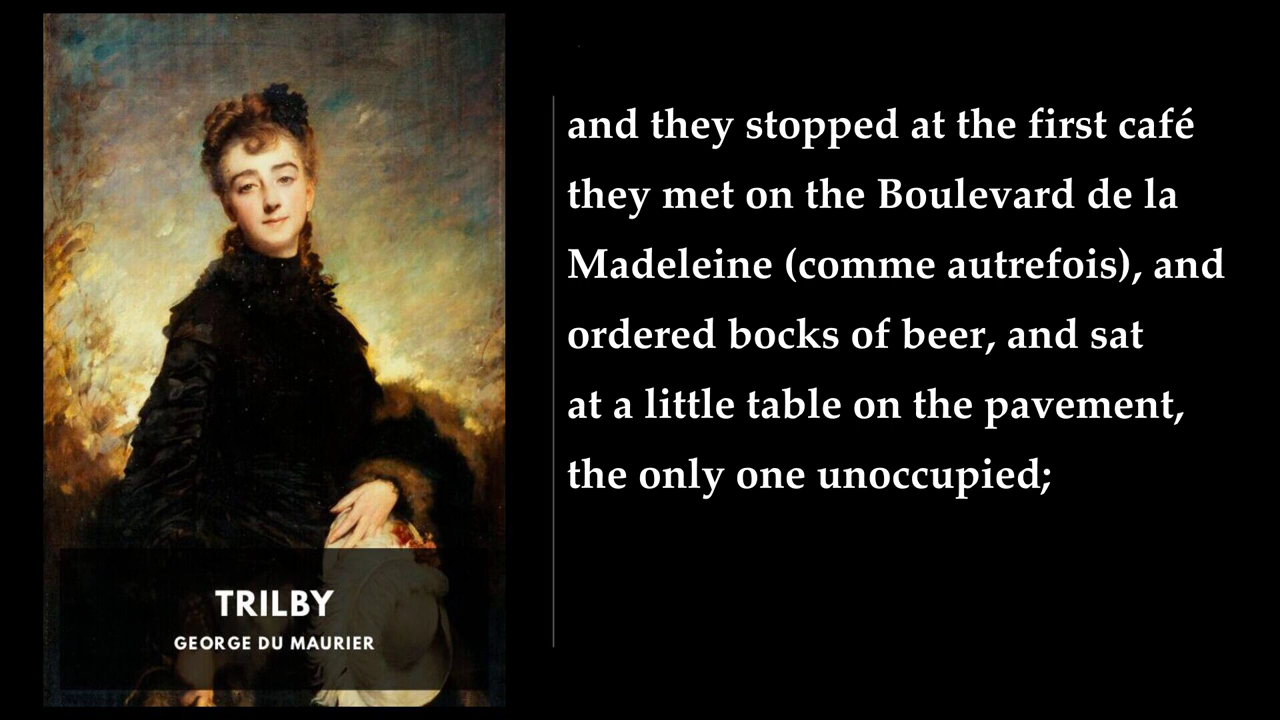 TRILBY
GEORGE DU MAURIER
and they stopped at the first café
they met on the Boulevard de la
Madeleine (comme autrefois), and
ordered bocks of beer, and sat
at a little table on the pavement,
the only one unoccupied;